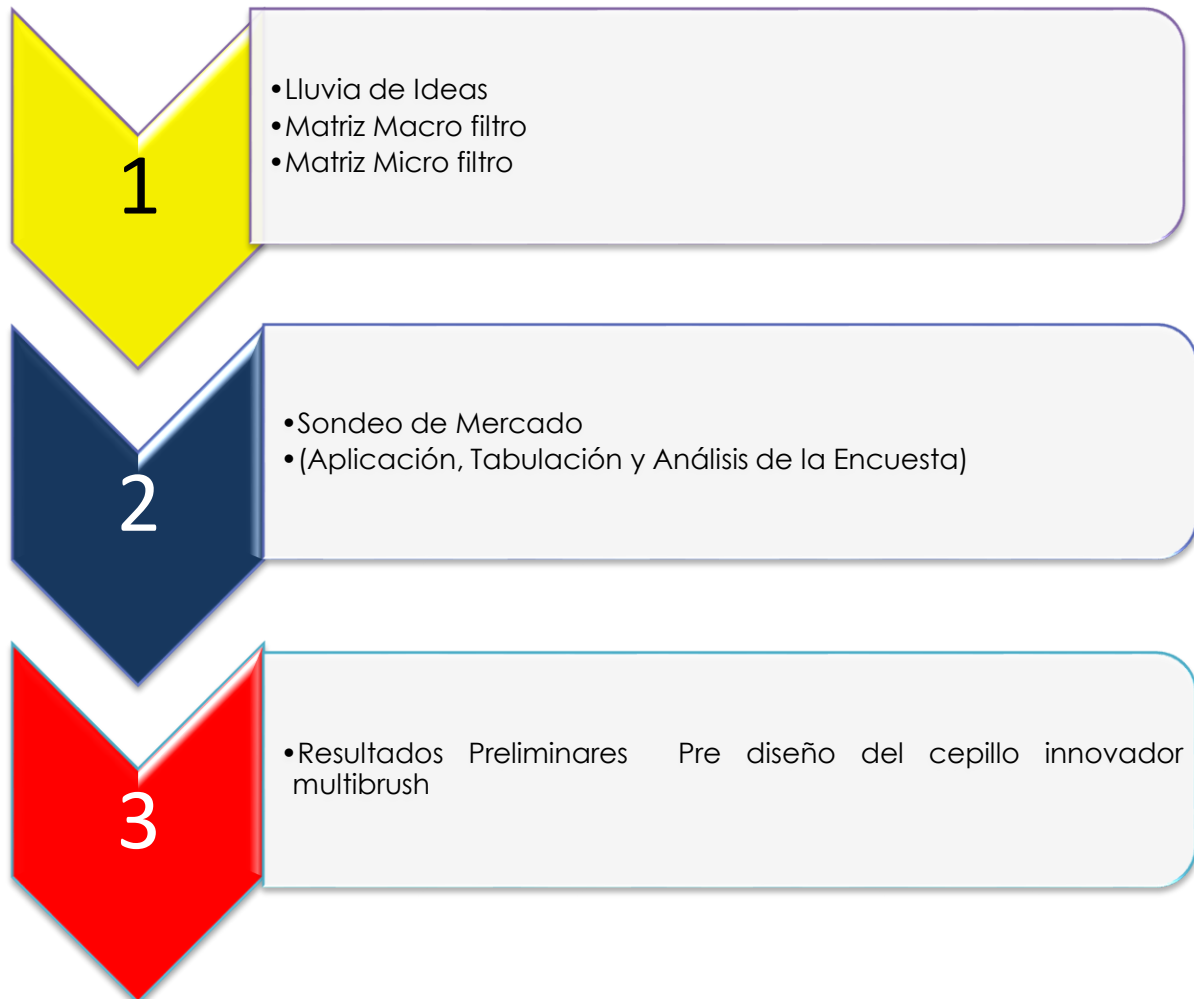 1
•Lluvia de Ideas
•Matriz Macro filtro
•Matriz Micro filtro
2
•Sondeo de Mercado
•(Aplicación, Tabulación y Análisis de la Encuesta)
3
•Resultados Preliminares Pre diseño del cepillo innovador
multibrush